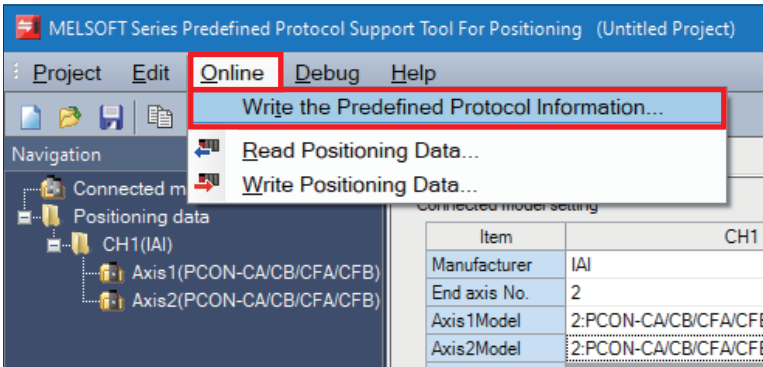 MELSOFT Series Predefined Protocol Support Tool For Positioning (Untitled Project)
Project Edit Online Debug Help
Write the Predefined Protocol Information...
Read Positioning Data...
Write Positioning Data...
Navigation
Connected m
Positioning data
CH1(IAI)
Axis1(PCON-CA/CB/CFA/CFB)
Axis2(PCON-CA/CB/CFA/CFB)
Connected model setting
Item CH1
Manufacturer IAI
End axis No. 2
Axis1Model 2:PCON-CA/CB/CFA/CFB
Axis2Model 2:PCON-CA/CB/CFA/CFB